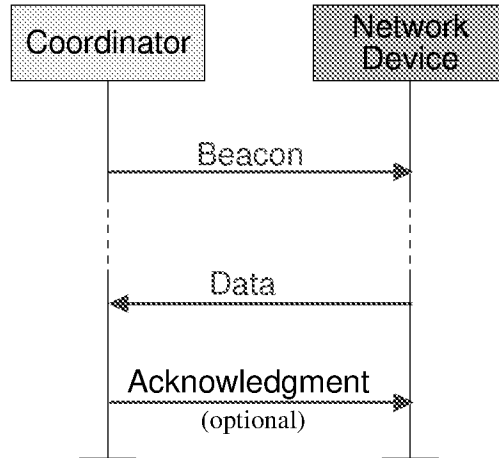 Coordinator
Network
Device
Beacon
Data
Acknowledgment
(optional)